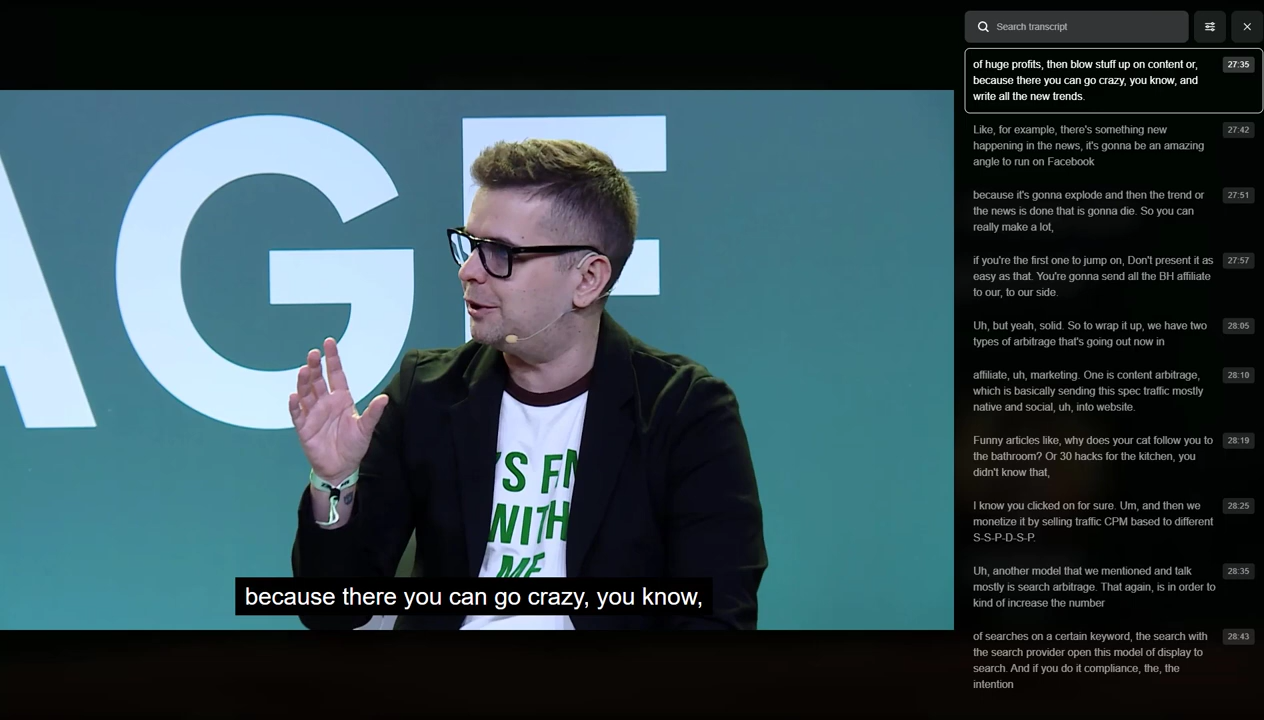 Search transcript
of huge profits, then blow stuff up on content or,
27:35
because there you can go crazy, you know, and
write all the new trends.
Like, for example, there's something new
27:42
happening in the news, it's gonna be an amazing
angle to run on Facebook
because it's gonna explode and then the trend or
27:51
the news is done that is gonna die. So you can
really make a lot,
if you're the first one to jump on, Don't present it as
27:57
easy as that. You're gonna send all the BH affiliate
to our, to our side.
Uh, but yeah, solid. So to wrap it up, we have two
28:05
types of arbitrage that's going out now in
affiliate, uh, marketing. One is content arbitrage,
28:10
which is basically sending this spec traffic mostly
native and social, uh, into website.
Funny articles like, why does your cat follow you to
28:19
the bathroom? Or 30 hacks for the kitchen, you
didn't know that,
I know you clicked on for sure. Um, and then we
28:25
monetize it by selling traffic CPM based to different
S-S-P-D-S-P.
Uh, another model that we mentioned and talk
28:35
mostly is search arbitrage. That again, is in order to
kind of increase the number
of searches on a certain keyword, the search with
28:43
the search provider open this model of display to
search. And if you do it compliance, the, the
intention
AGE
WITH
ME
because there you can go crazy, you know,